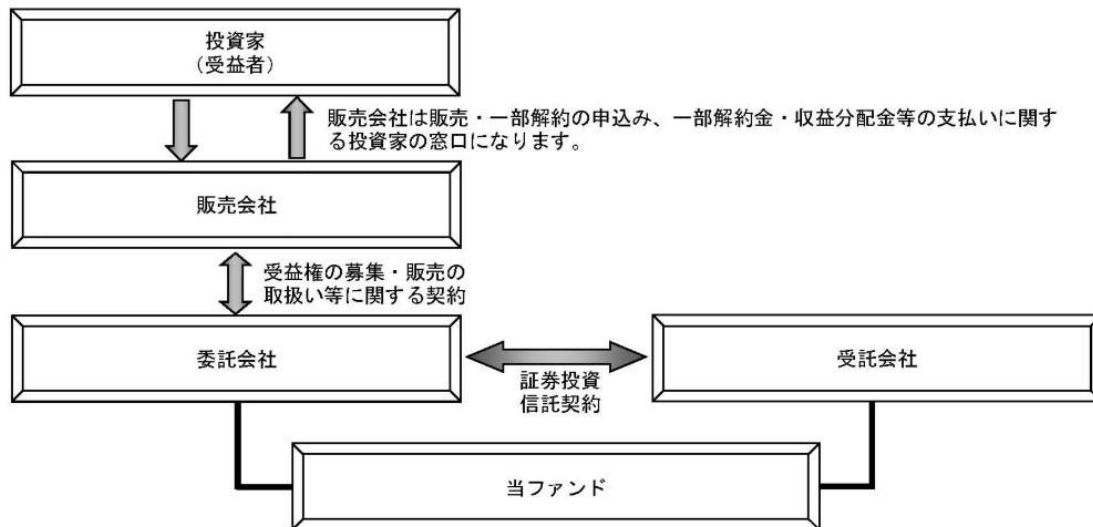 投資家
（受益者）
販売会社は販売・一部解約の申込み、一部解約金・収益分配金等の支払いに関す
る投資家の窓口になります。
販売会社
受益権の募集・販売の
取扱い等に関する契約
委託会社
受託会社
証券投資
信託契約
当ファンド